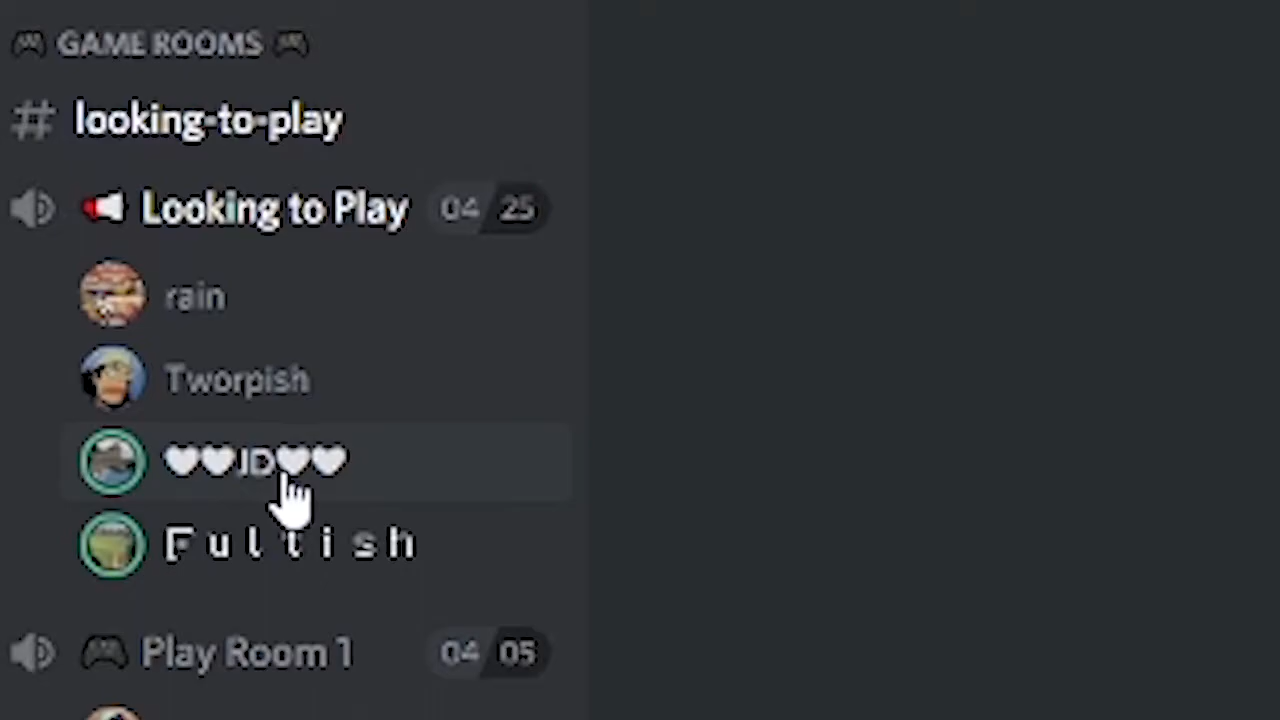 🎮 GAME ROOMS 🎮
# looking-to-play
📢 Looking to Play 04 25
rain
Tworpish
🤍🤍JD🤍🤍
F u l t i s h
🎮 Play Room 1 04 05